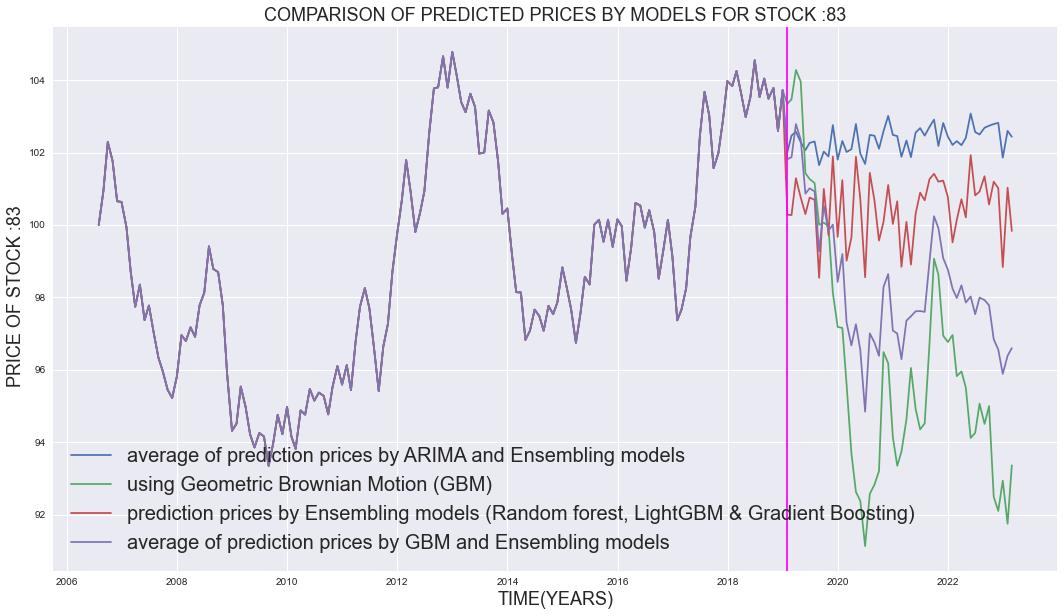 COMPARISON OF PREDICTED PRICES BY MODELS FOR STOCK :83
PRICE OF STOCK :83
104
102
100
98
96
94
92
average of prediction prices by ARIMA and Ensembling models
using Geometric Brownian Motion (GBM)
prediction prices by Ensembling models (Random forest, LightGBM & Gradient Boosting)
average of prediction prices by GBM and Ensembling models
2006 2008 2010 2012 2014 2016 2018 2020 2022
TIME(YEARS)